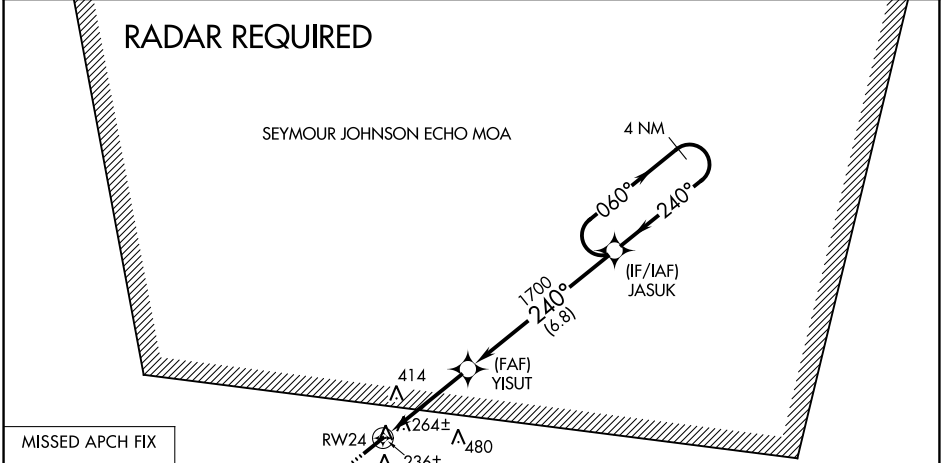 RADAR REQUIRED
SEYMOUR JOHNSON ECHO MOA
4 NM
060°
240°
(IF/IAF)
JASUK
1700
240°
(6.8)
(FAF)
YISUT
414
264±
RW24
480
236±
MISSED APCH FIX